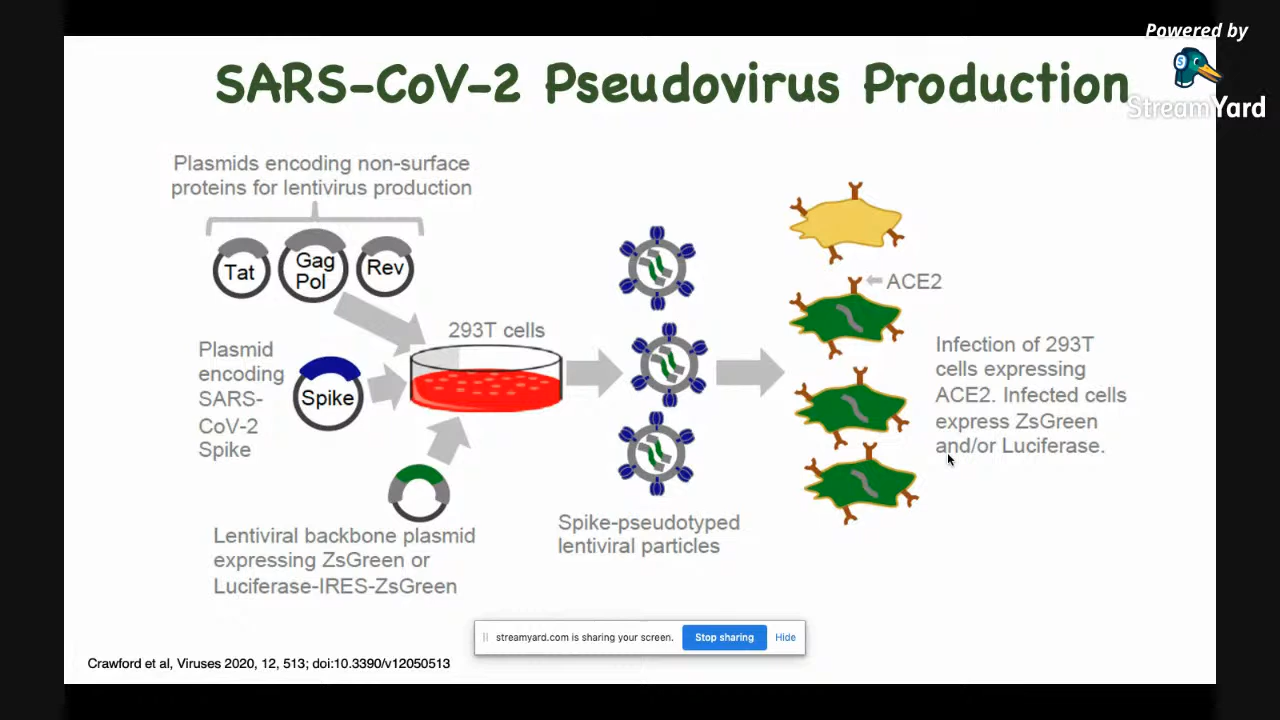 Powered by
StreamYard
SARS-CoV-2 Pseudovirus Production
Plasmids encoding non-surface
proteins for lentivirus production
Tat
Gag
Pol
Rev
293T cells
Plasmid
encoding
SARS-
CoV-2
Spike
Spike
Lentiviral backbone plasmid
expressing ZsGreen or
Luciferase-IRES-ZsGreen
Spike-pseudotyped
lentiviral particles
ACE2
Infection of 293T
cells expressing
ACE2. Infected cells
express ZsGreen
and/or Luciferase.
streamyard.com is sharing your screen.
Stop sharing
Hide
Crawford et al, Viruses 2020, 12, 513; doi:10.3390/v12050513